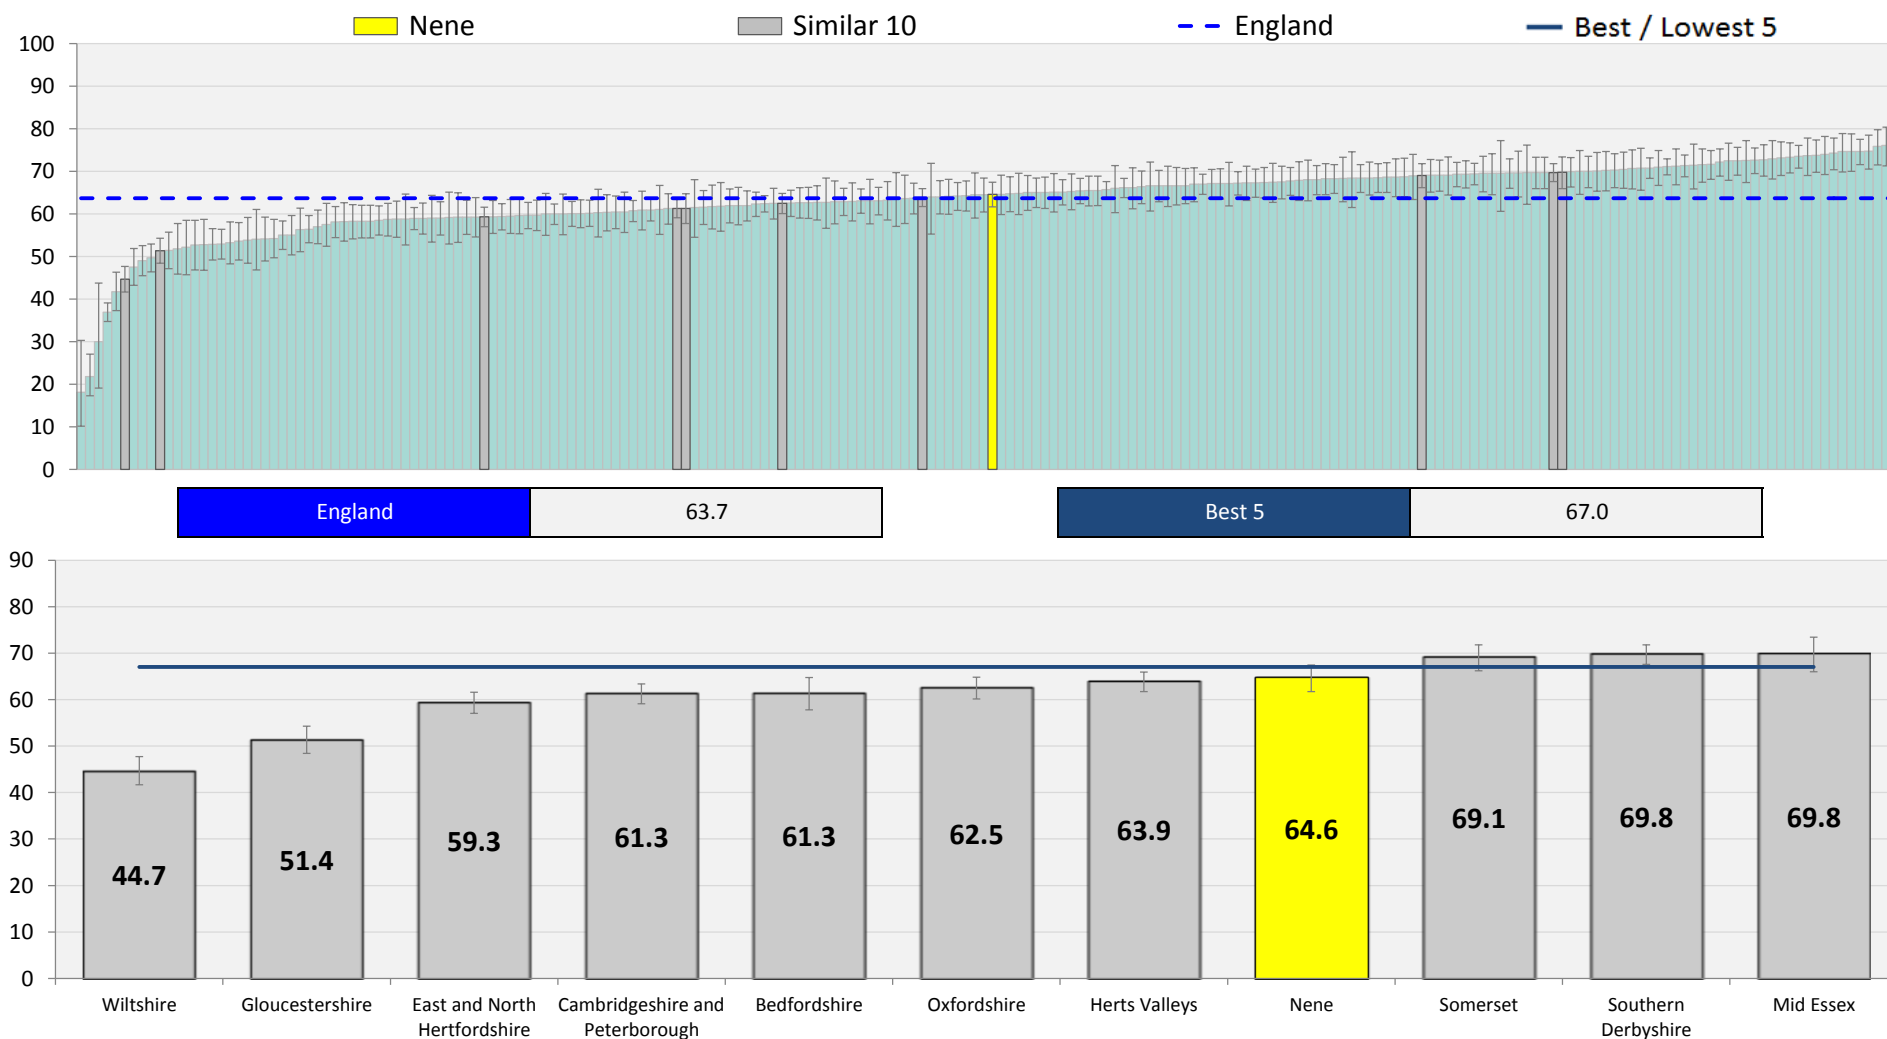 Nene
Similar 10
England
Best / Lowest 5
100
90
80
70
60
50
40
30
20
10
0
England 63.7
Best 5 67.0
90
80
70
60
50
40
30
20
10
0
44.7
51.4
59.3
61.3
61.3
62.5
63.9
64.6
69.1
69.8
69.8
Wiltshire
Gloucestershire
East and North
Hertfordshire
Cambridgeshire and
Peterborough
Bedfordshire
Oxfordshire
Herts Valleys
Nene
Somerset
Southern
Derbyshire
Mid Essex